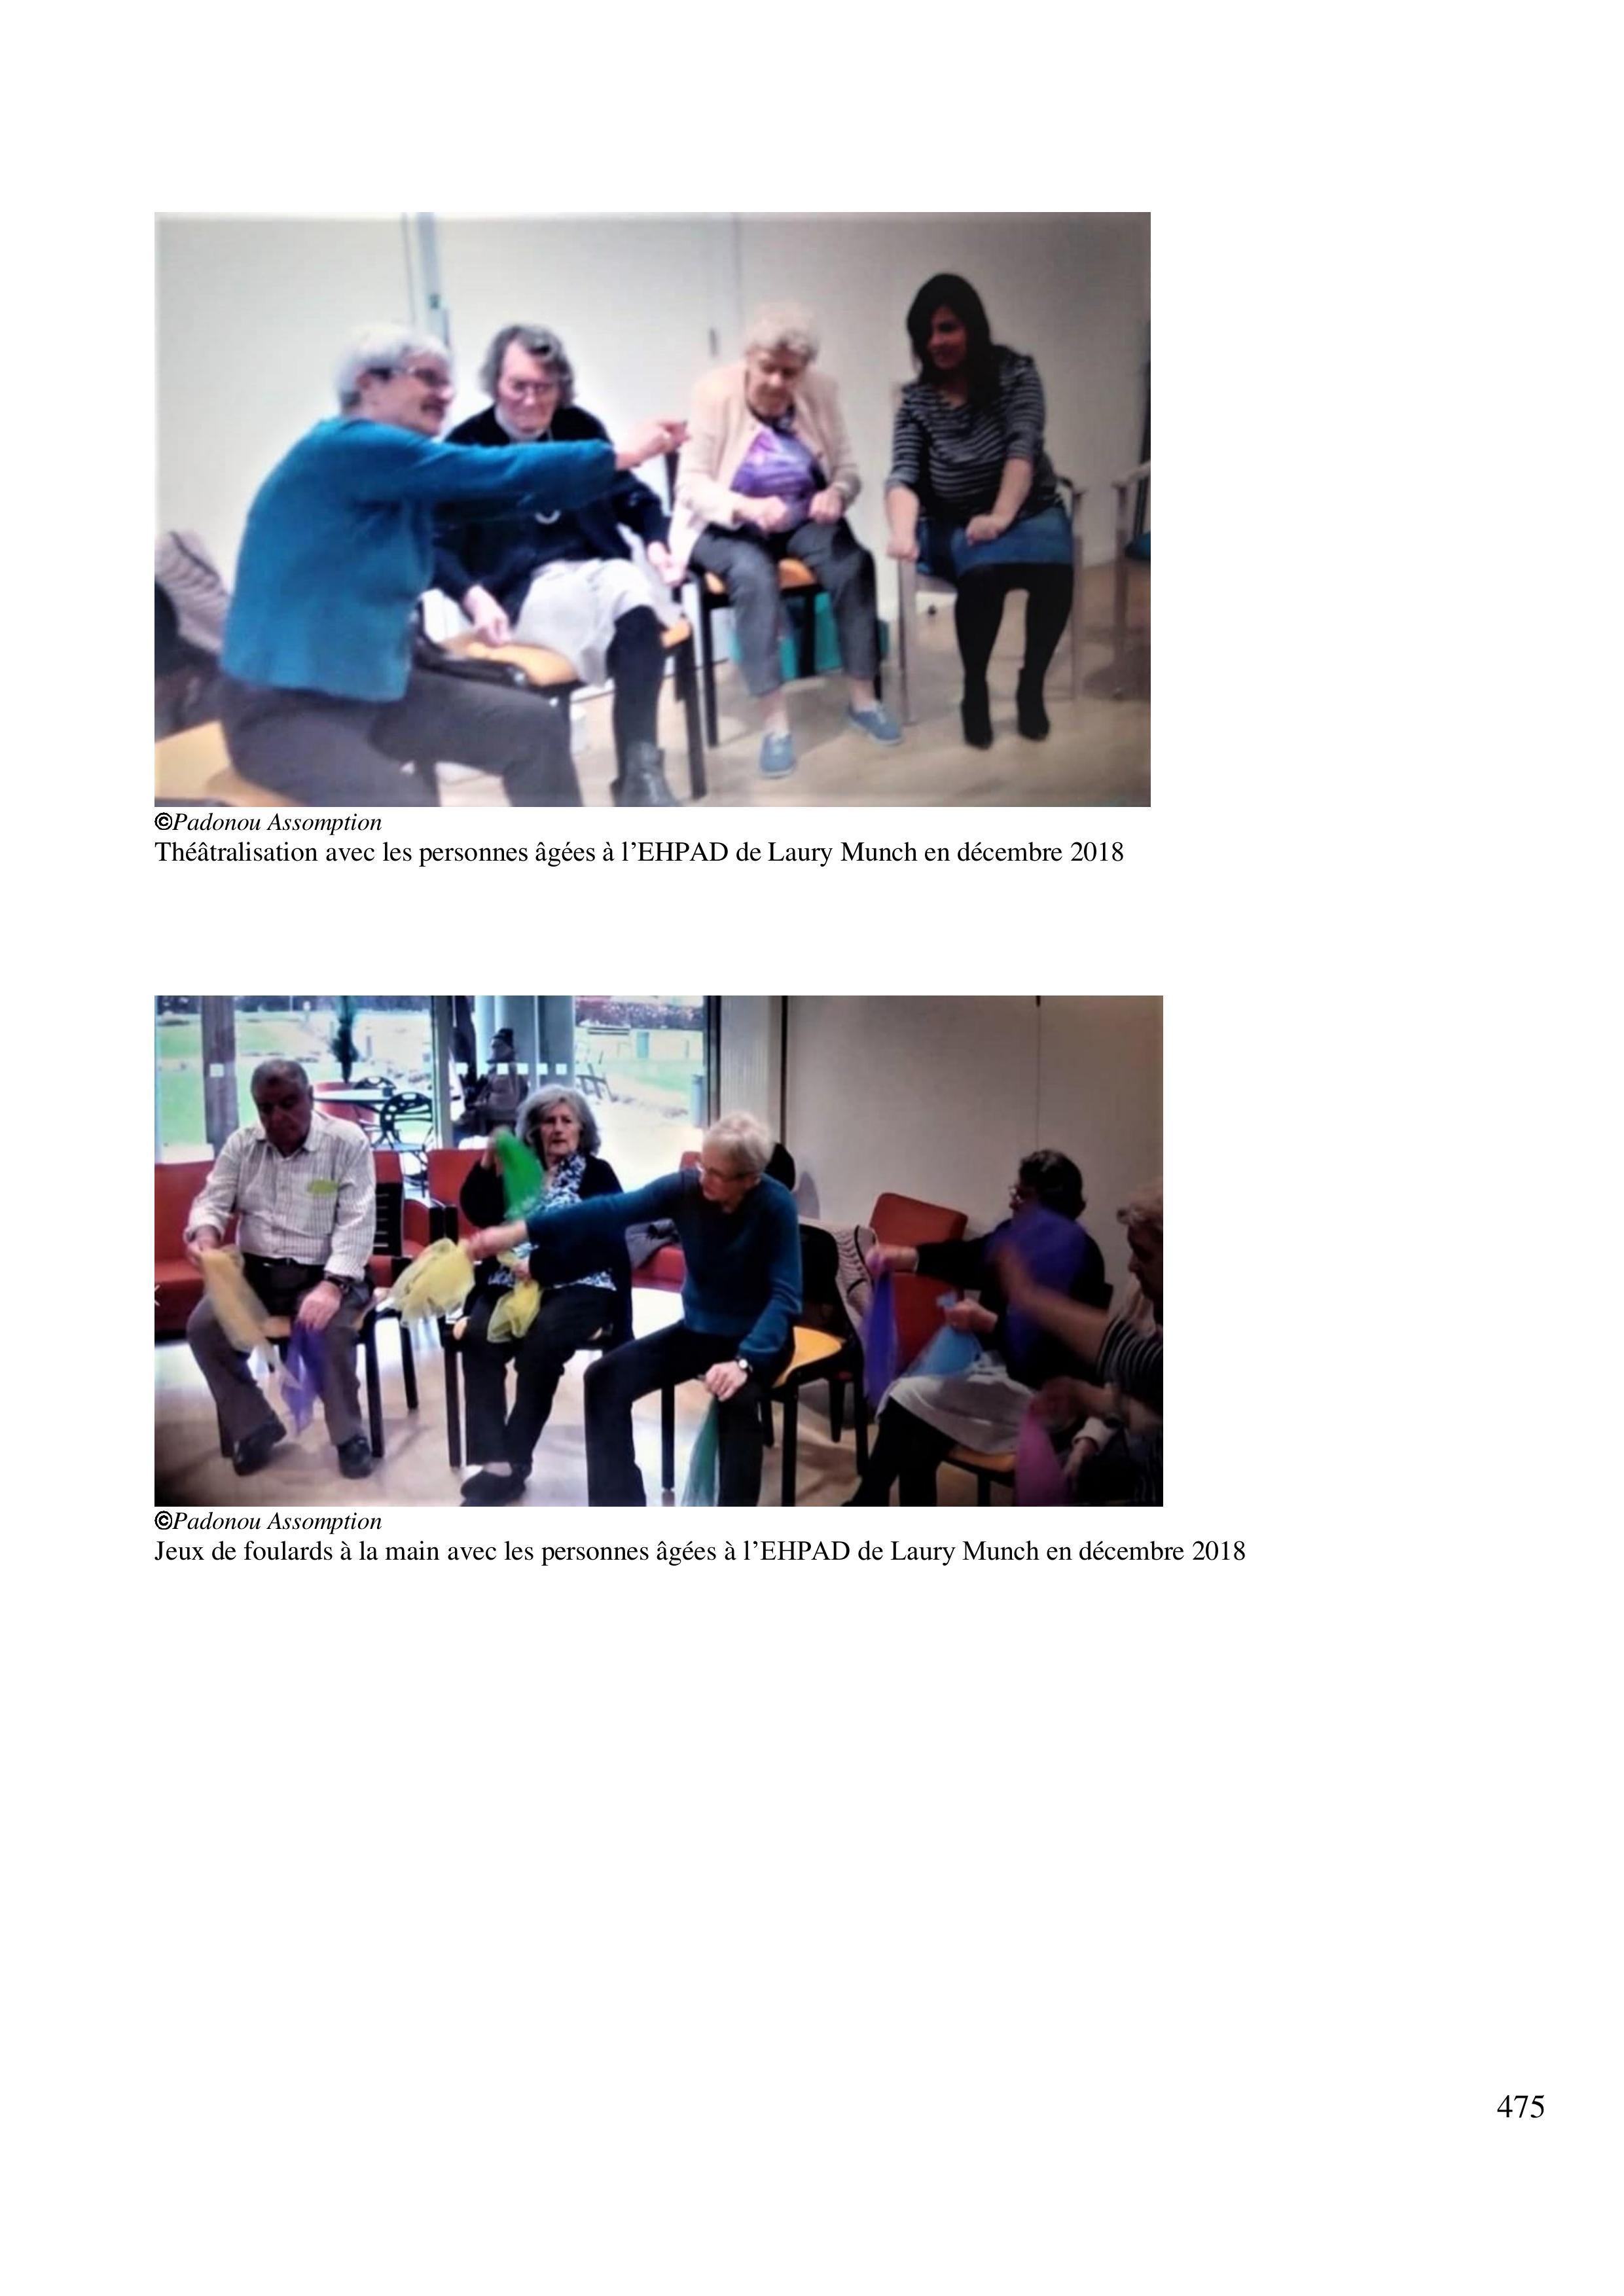 ©Padonou Assomption
Théâtralisation avec les personnes âgées à l’EHPAD de Laury Munch en décembre 2018
©Padonou Assomption
Jeux de foulards à la main avec les personnes âgées à l’EHPAD de Laury Munch en décembre 2018
475